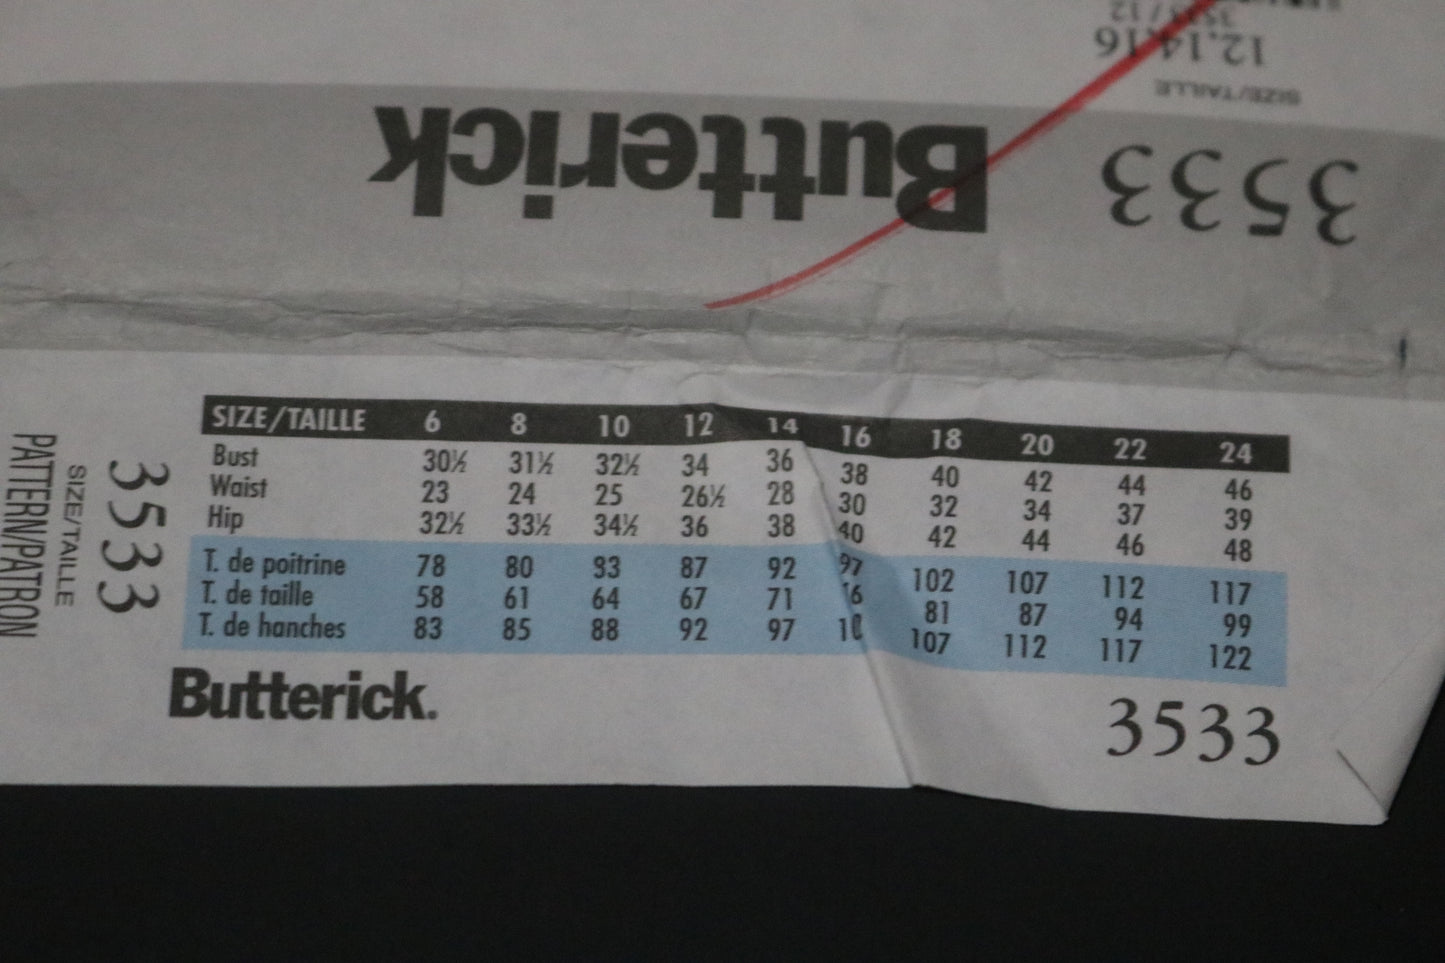 3533 / 12
12,14,16
SIZE/TAILLE
3533 Butterick
SIZE/TAILLE 6 8 10 12 14 16 18 20 22 24
Bust 30½ 31½ 32½ 34 36 38 40 42 44 46
Waist 23 24 25 26½ 28 30 32 34 37 39
Hip 32½ 33½ 34½ 36 38 40 42 44 46 48
T. de poitrine 78 80 93 87 92 97 102 107 112 117
T. de taille 58 61 64 67 71 81 87 94 99
T. de hanches 83 85 88 92 97 107 112 117 122
Butterick. 3533
3533
SIZE/TAILLE
PATTERN/PATRON